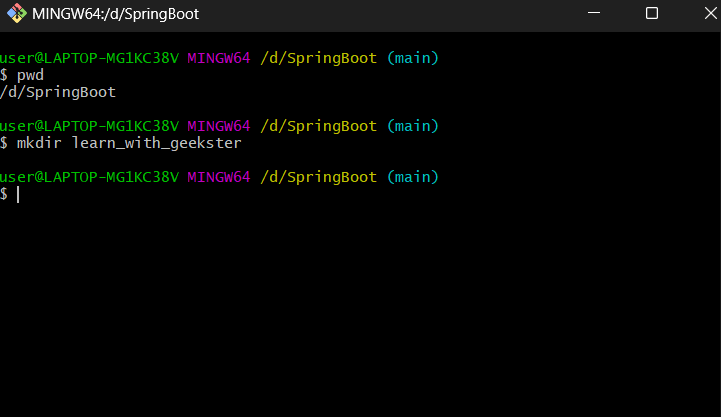 MINGW64:/d/SpringBoot
user@LAPTOP-MG1KC38V MINGW64 /d/SpringBoot (main)
$ pwd
/d/SpringBoot
user@LAPTOP-MG1KC38V MINGW64 /d/SpringBoot (main)
$ mkdir learn_with_geekster
user@LAPTOP-MG1KC38V MINGW64 /d/SpringBoot (main)
$